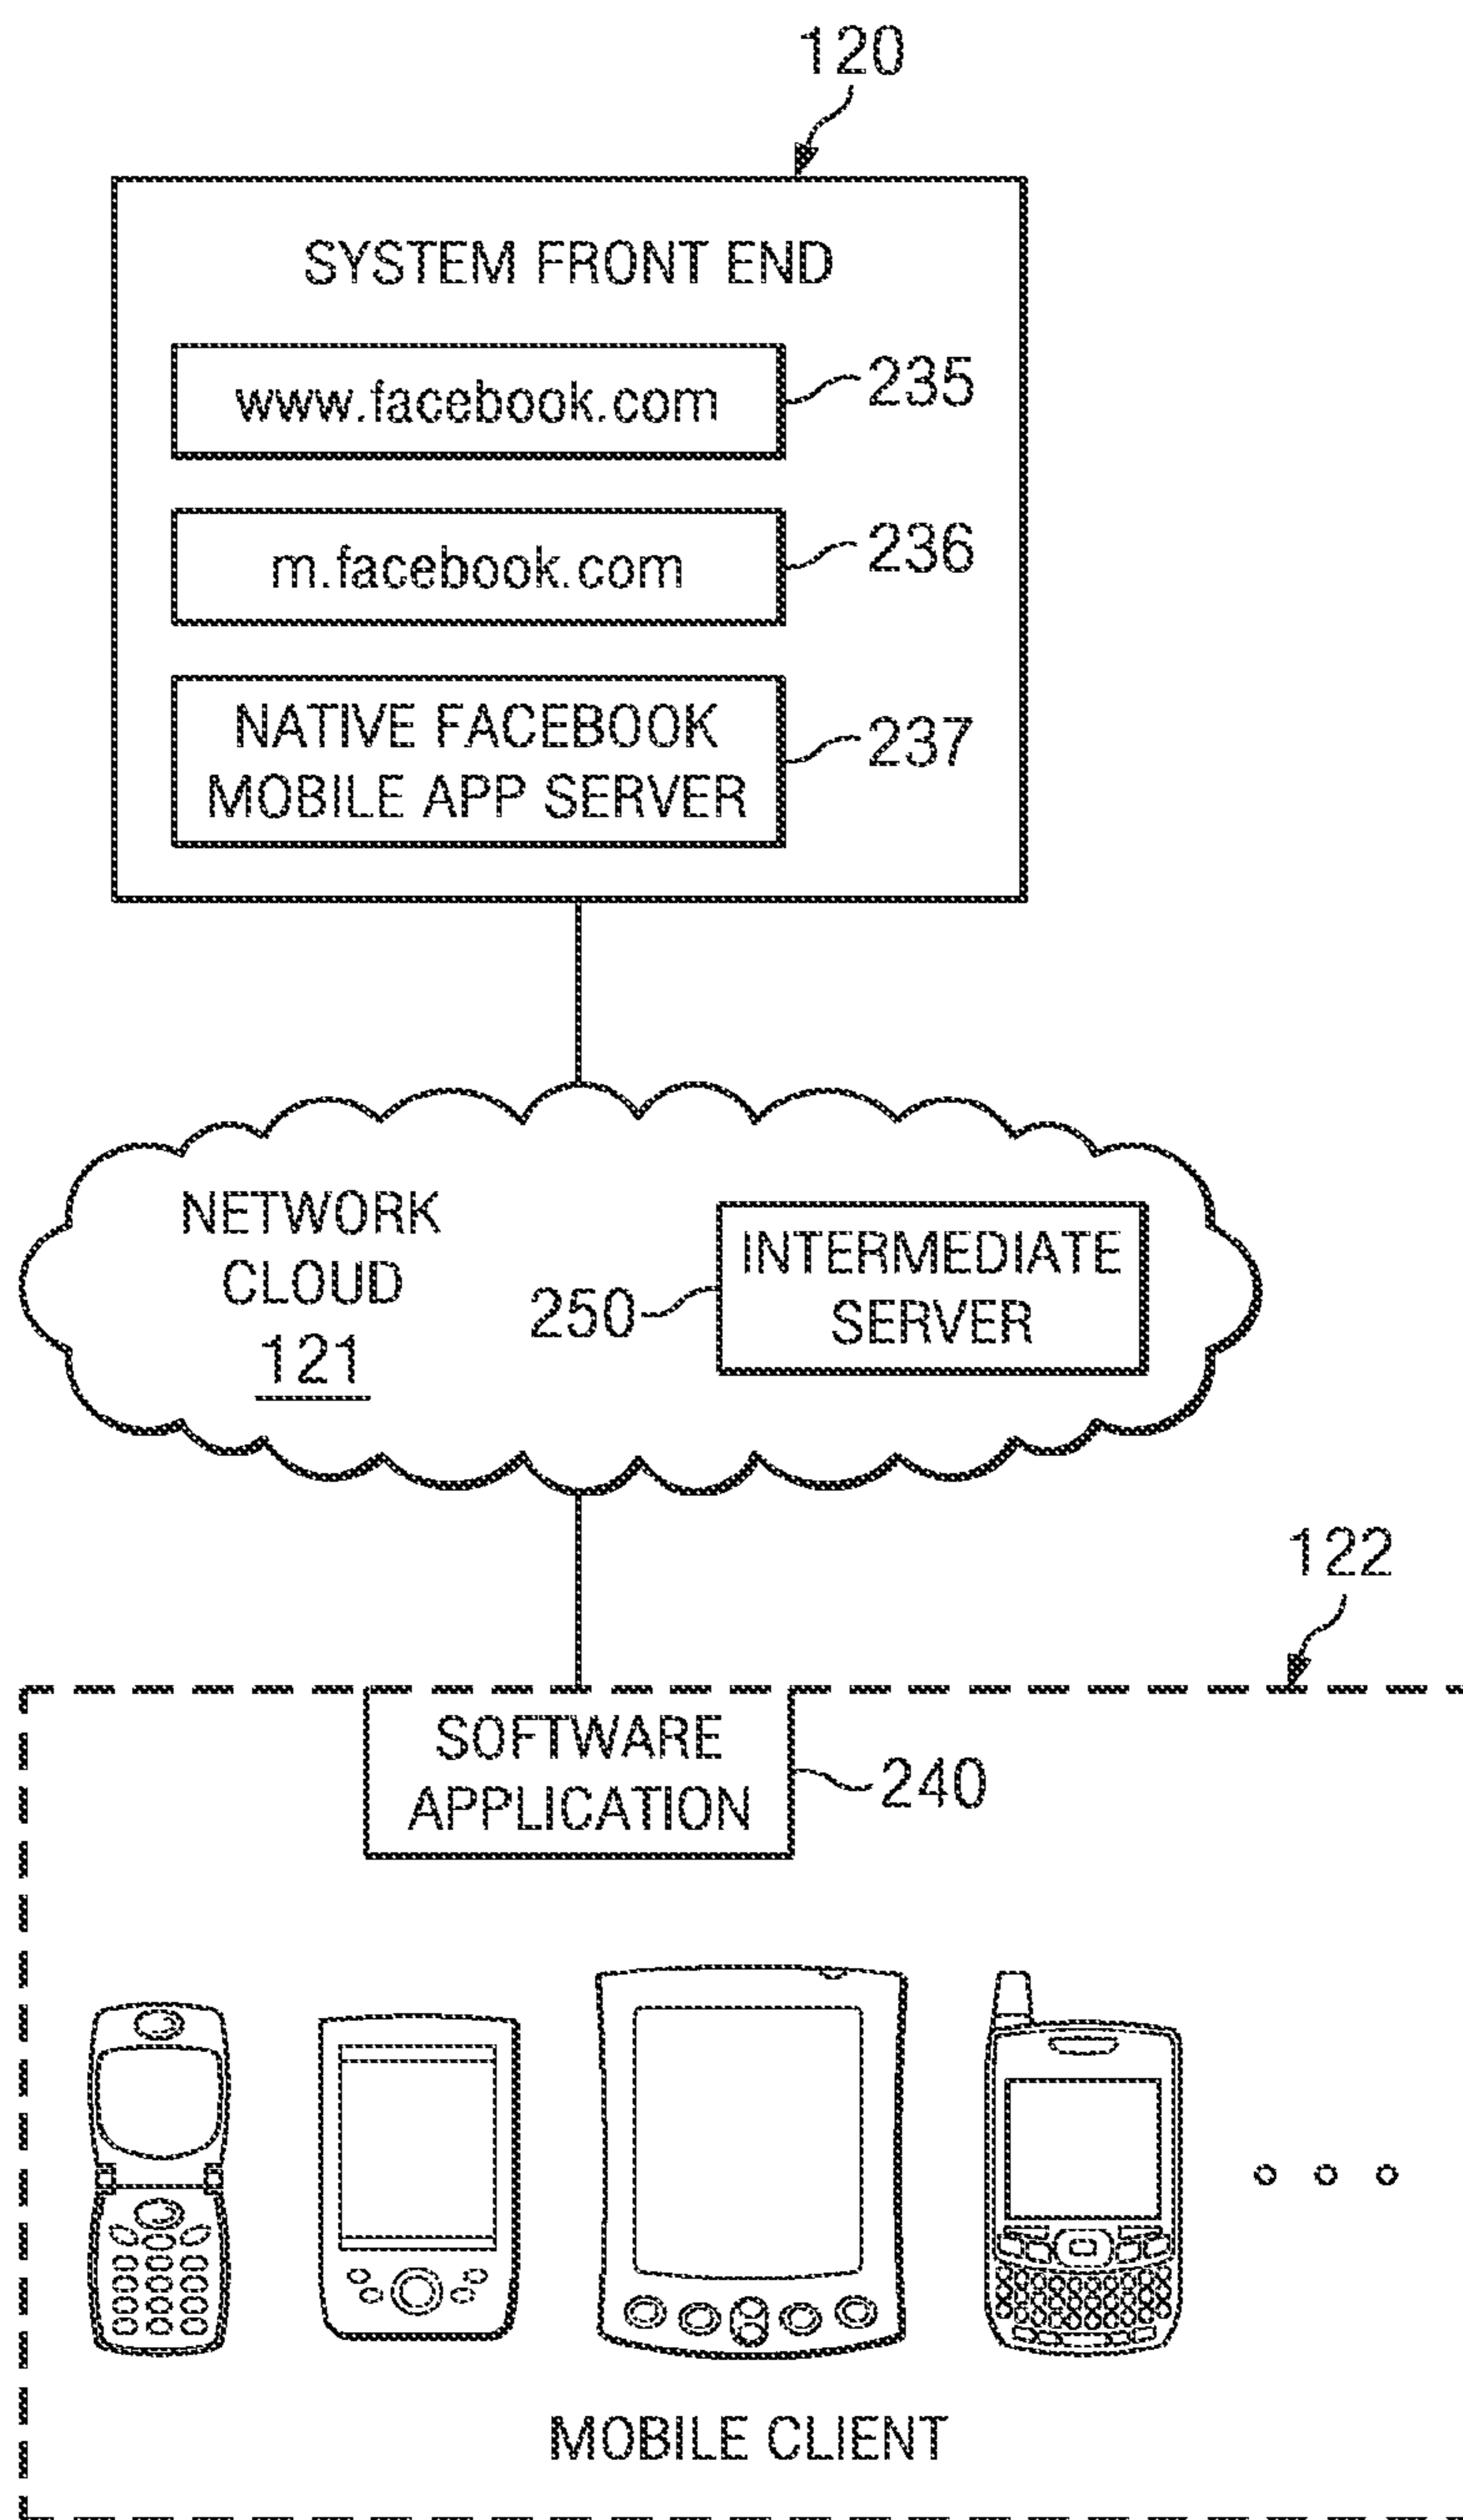 120
SYSTEM FRONT END
www.facebook.com
235
m.facebook.com
236
NATIVE FACEBOOK
MOBILE APP SERVER
237
NETWORK
CLOUD
121
INTERMEDIATE
SERVER
250
122
SOFTWARE
APPLICATION
240
MOBILE CLIENT